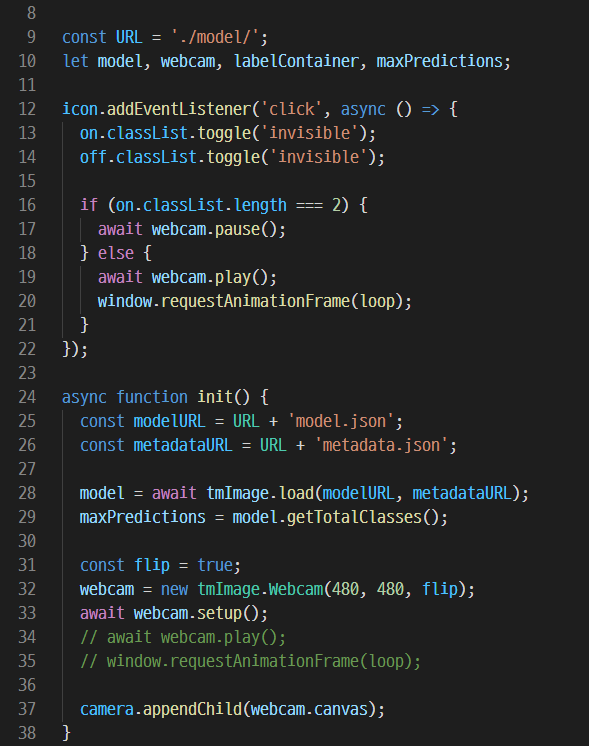 8
9 const URL = './model/';
10 let model, webcam, labelContainer, maxPredictions;
11
12 icon.addEventListener('click', async () => {
13   on.classList.toggle('invisible');
14   off.classList.toggle('invisible');
15
16   if (on.classList.length === 2) {
17     await webcam.pause();
18   } else {
19     await webcam.play();
20     window.requestAnimationFrame(loop);
21   }
22 });
23
24 async function init() {
25   const modelURL = URL + 'model.json';
26   const metadataURL = URL + 'metadata.json';
27
28   model = await tmImage.load(modelURL, metadataURL);
29   maxPredictions = model.getTotalClasses();
30
31   const flip = true;
32   webcam = new tmImage.Webcam(480, 480, flip);
33   await webcam.setup();
34   // await webcam.play();
35   // window.requestAnimationFrame(loop);
36
37   camera.appendChild(webcam.canvas);
38 }